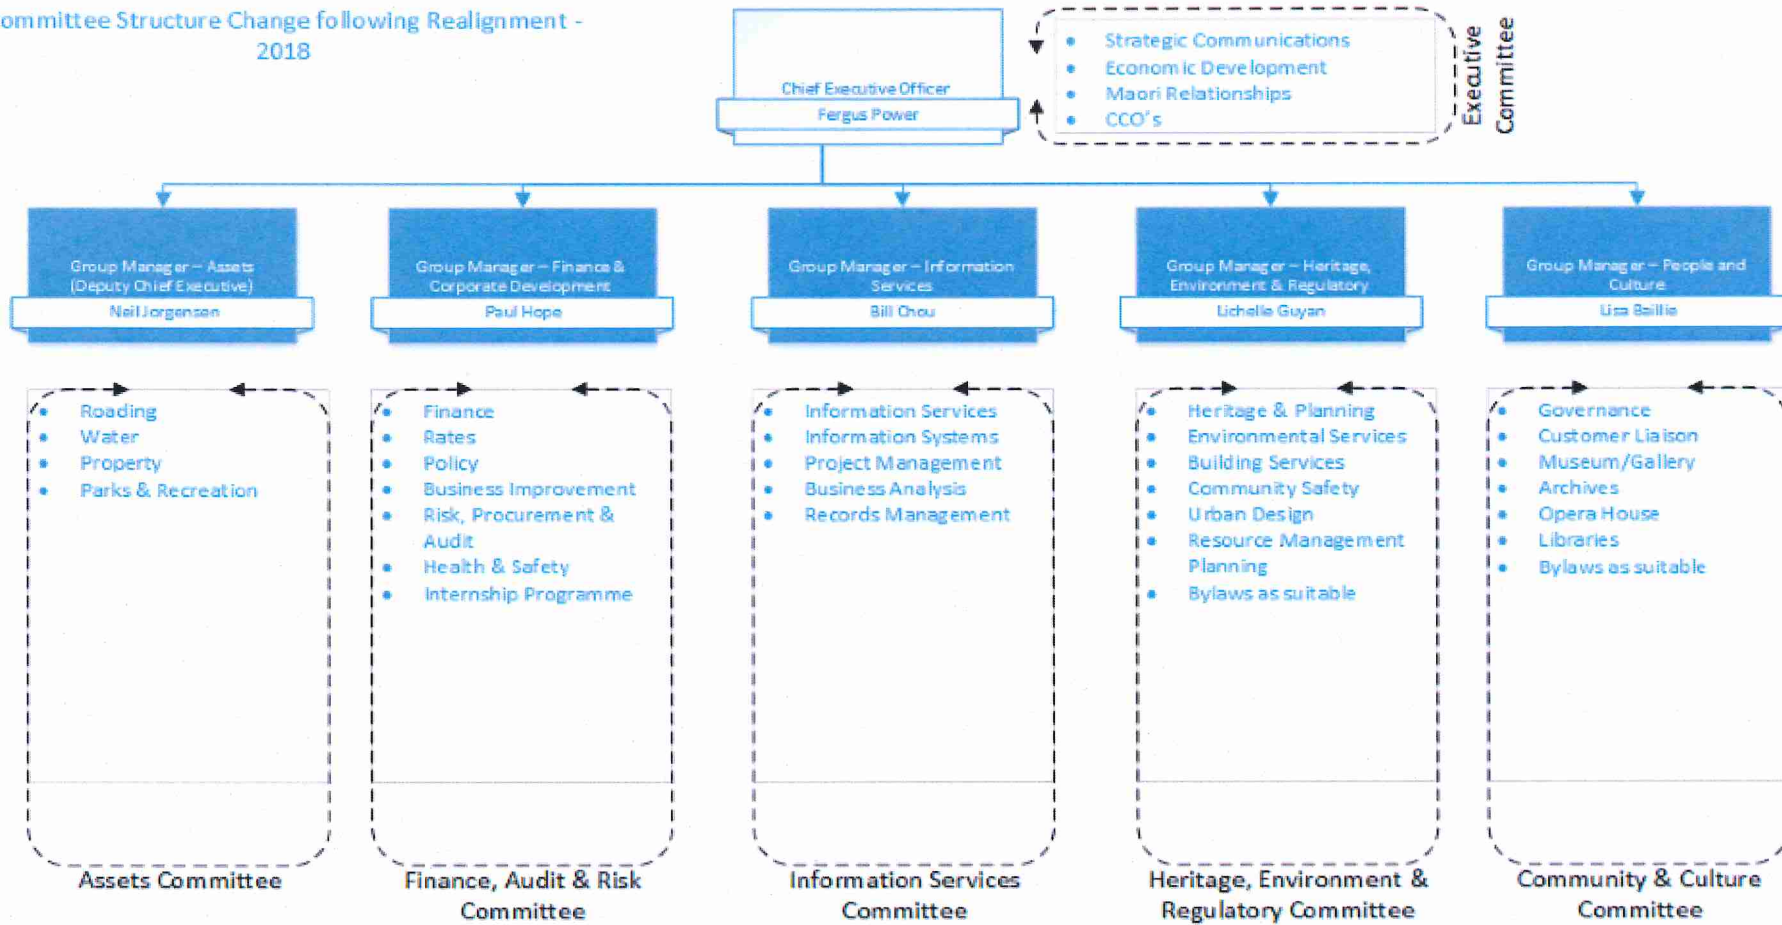 ommittee Structure Change following Realignment -
2018
Chief Executive Officer
Fergus Power
• Strategic Communications
• Economic Development
• Maori Relationships
• CCO's
Executive
Committee
Group Manager – Assets
(Deputy Chief Executive)
Neil Jorgensen
Group Manager – Finance &
Corporate Development
Paul Hope
Group Manager – Information
Services
Bill Chou
Group Manager – Heritage,
Environment & Regulatory
Lichelle Guyan
Group Manager – People and
Culture
Lisa Baillie
• Roading
• Water
• Property
• Parks & Recreation
Assets Committee
• Finance
• Rates
• Policy
• Business Improvement
• Risk, Procurement &
Audit
• Health & Safety
• Internship Programme
Finance, Audit & Risk
Committee
• Information Services
• Information Systems
• Project Management
• Business Analysis
• Records Management
Information Services
Committee
• Heritage & Planning
• Environmental Services
• Building Services
• Community Safety
• Urban Design
• Resource Management
Planning
• Bylaws as suitable
Heritage, Environment &
Regulatory Committee
• Governance
• Customer Liaison
• Museum/Gallery
• Archives
• Opera House
• Libraries
• Bylaws as suitable
Community & Culture
Committee